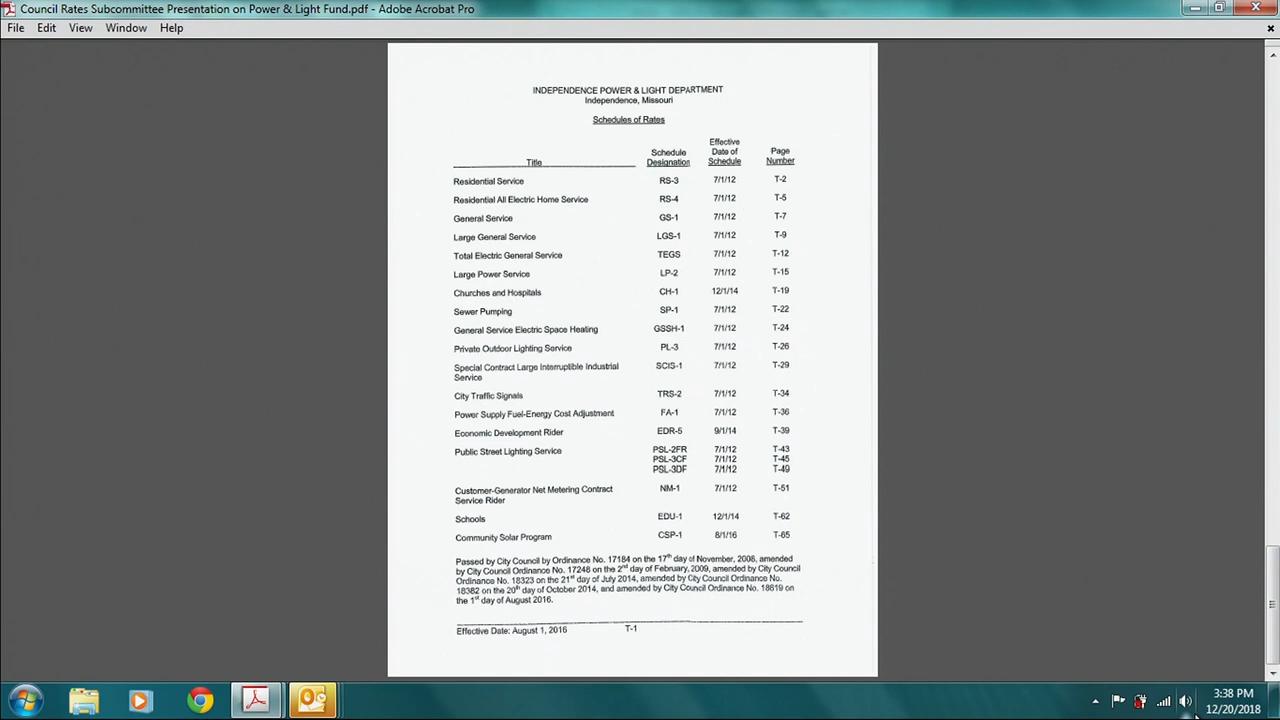 Council Rates Subcommittee Presentation on Power & Light Fund.pdf - Adobe Acrobat Pro
File Edit View Window Help
INDEPENDENCE POWER & LIGHT DEPARTMENT
Independence, Missouri
Schedules of Rates
Title Schedule Designation Effective Date of Schedule Page Number
Residential Service RS-3 7/1/12 T-2
Residential All Electric Home Service RS-4 7/1/12 T-5
General Service GS-1 7/1/12 T-7
Large General Service LGS-1 7/1/12 T-9
Total Electric General Service TEGS 7/1/12 T-12
Large Power Service LP-2 7/1/12 T-15
Churches and Hospitals CH-1 12/1/14 T-19
Sewer Pumping SP-1 7/1/12 T-22
General Service Electric Space Heating GSSH-1 7/1/12 T-24
Private Outdoor Lighting Service PL-3 7/1/12 T-26
Special Contract Large Interruptible Industrial SCIS-1 7/1/12 T-29
Service
City Traffic Signals TRS-2 7/1/12 T-34
Power Supply Fuel-Energy Cost Adjustment FA-1 7/1/12 T-36
Economic Development Rider EDR-5 9/1/14 T-39
Public Street Lighting Service PSL-2FR 7/1/12 T-43
PSL-3CF 7/1/12 T-45
PSL-3DF 7/1/12 T-49
Customer-Generator Net Metering Contract NM-1 7/1/12 T-51
Service Rider
Schools EDU-1 12/1/14 T-62
Community Solar Program CSP-1 8/1/16 T-65
Passed by City Council by Ordinance No. 17184 on the 17th day of November, 2008, amended
by City Council Ordinance No. 17248 on the 2nd day of February, 2009, amended by City Council
Ordinance No. 18323 on the 21st day of July 2014, amended by City Council Ordinance No.
18382 on the 20th day of October 2014, and amended by City Council Ordinance No. 18619 on
the 1st day of August 2016.
Effective Date: August 1, 2016 T-1
3:38 PM
12/20/2018